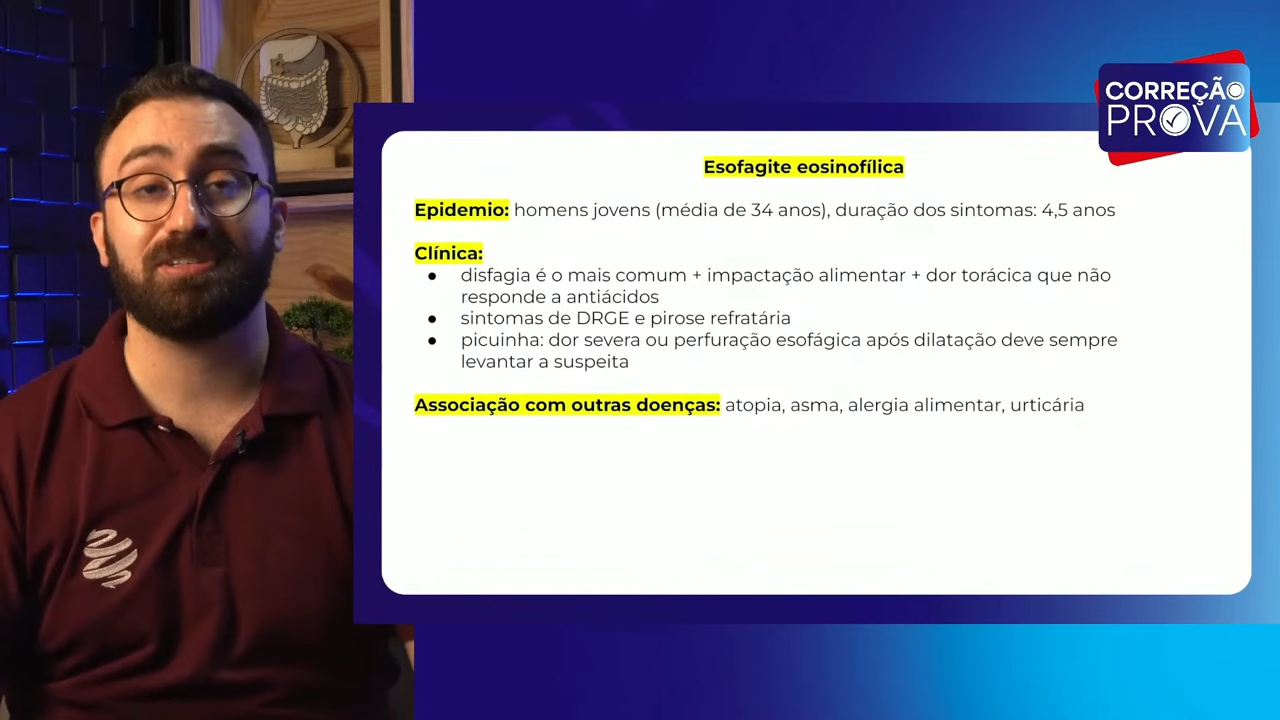 CORREÇÃO
PROVA
Esofagite eosinofílica
Epidemio: homens jovens (média de 34 anos), duração dos sintomas: 4,5 anos
Clínica:
● disfagia é o mais comum + impactação alimentar + dor torácica que não
responde a antiácidos
● sintomas de DRGE e pirose refratária
● picuinha: dor severa ou perfuração esofágica após dilatação deve sempre
levantar a suspeita
Associação com outras doenças: atopia, asma, alergia alimentar, urticária